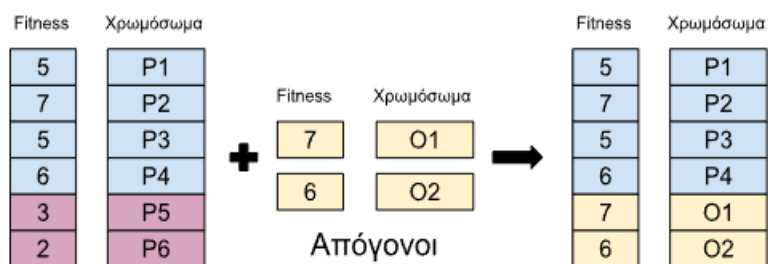 Fitness Χρωμόσωμα Fitness Χρωμόσωμα
5 P1 5 P1
7 P2 7 P2
Fitness Χρωμόσωμα
5 P3 5 P3
7 O1
6 P4 6 P4
3 P5 7 O1
6 O2
2 P6 6 O2
Απόγονοι